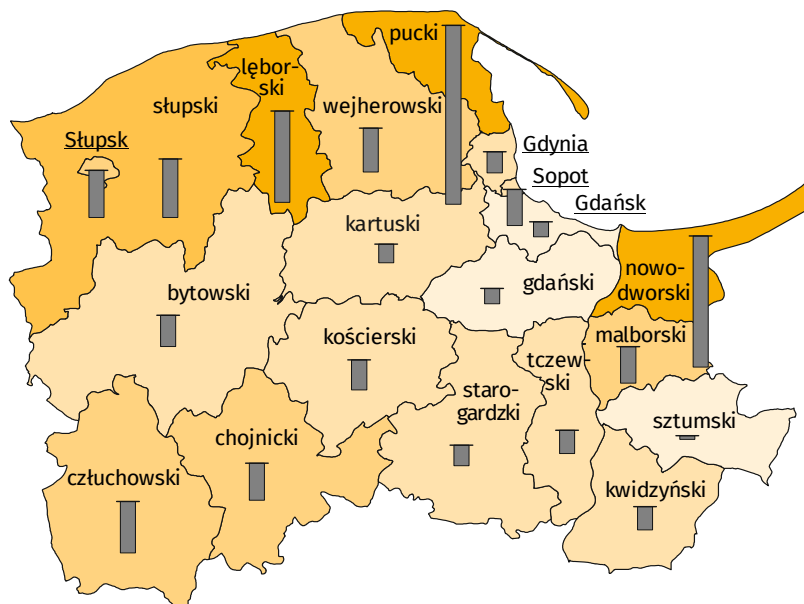 pucki
lębor-
ski
słupski
wejherowski
Słupsk
Gdynia
Sopot
Gdańsk
kartuski
nowo-
dworski
gdański
bytowski
kościerski
malborski
tczew-
ski
staro-
gardzki
sztumski
chojnicki
człuchowski
kwidzyński